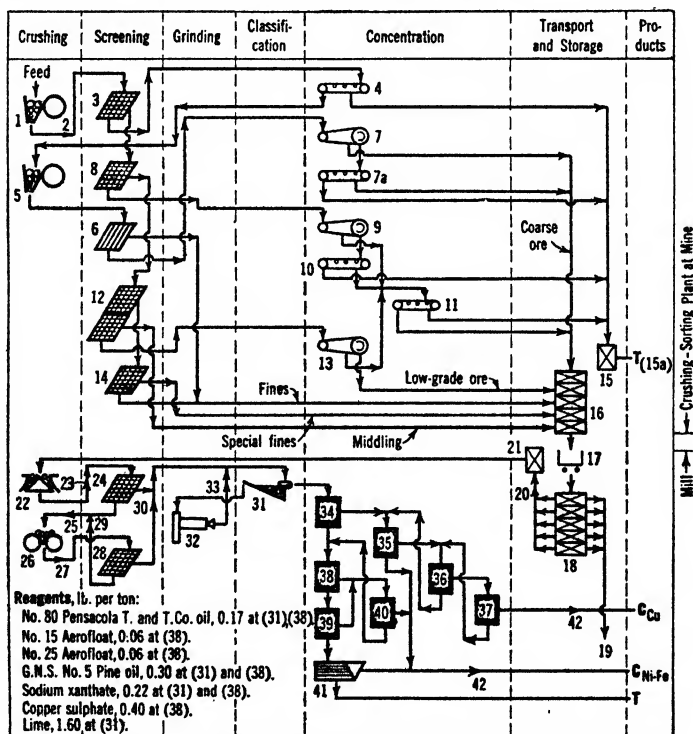 Crushing
Screening
Grinding
Classifi-
cation
Concentration
Transport
and Storage
Pro-
ducts
Feed
1
2
3
4
5
8
7
7a
6
9
10
Coarse
ore
12
11
13
14
15
T(15a)
Low-grade ore
16
Fines
Special fines
Middling
Mill
Crushing-Sorting Plant at Mine
21
17
22
23
24
33
31
20
25
29
30
32
34
35
18
26
27
28
38
36
39
40
37
42
CCu
19
41
42
CNi-Fe
T
Reagents, lt. per ton:
No. 80 Pensacola T. and T.Co. oil, 0.17 at (31),(38).
No. 15 Aerofloat, 0.06 at (38).
No. 25 Aerofloat, 0.06 at (38).
G.N.S. No. 5 Pine oil, 0.30 at (31) and (38).
Sodium xanthate, 0.22 at (31) and (38).
Copper sulphate, 0.40 at (38).
Lime, 1.60 at (31).